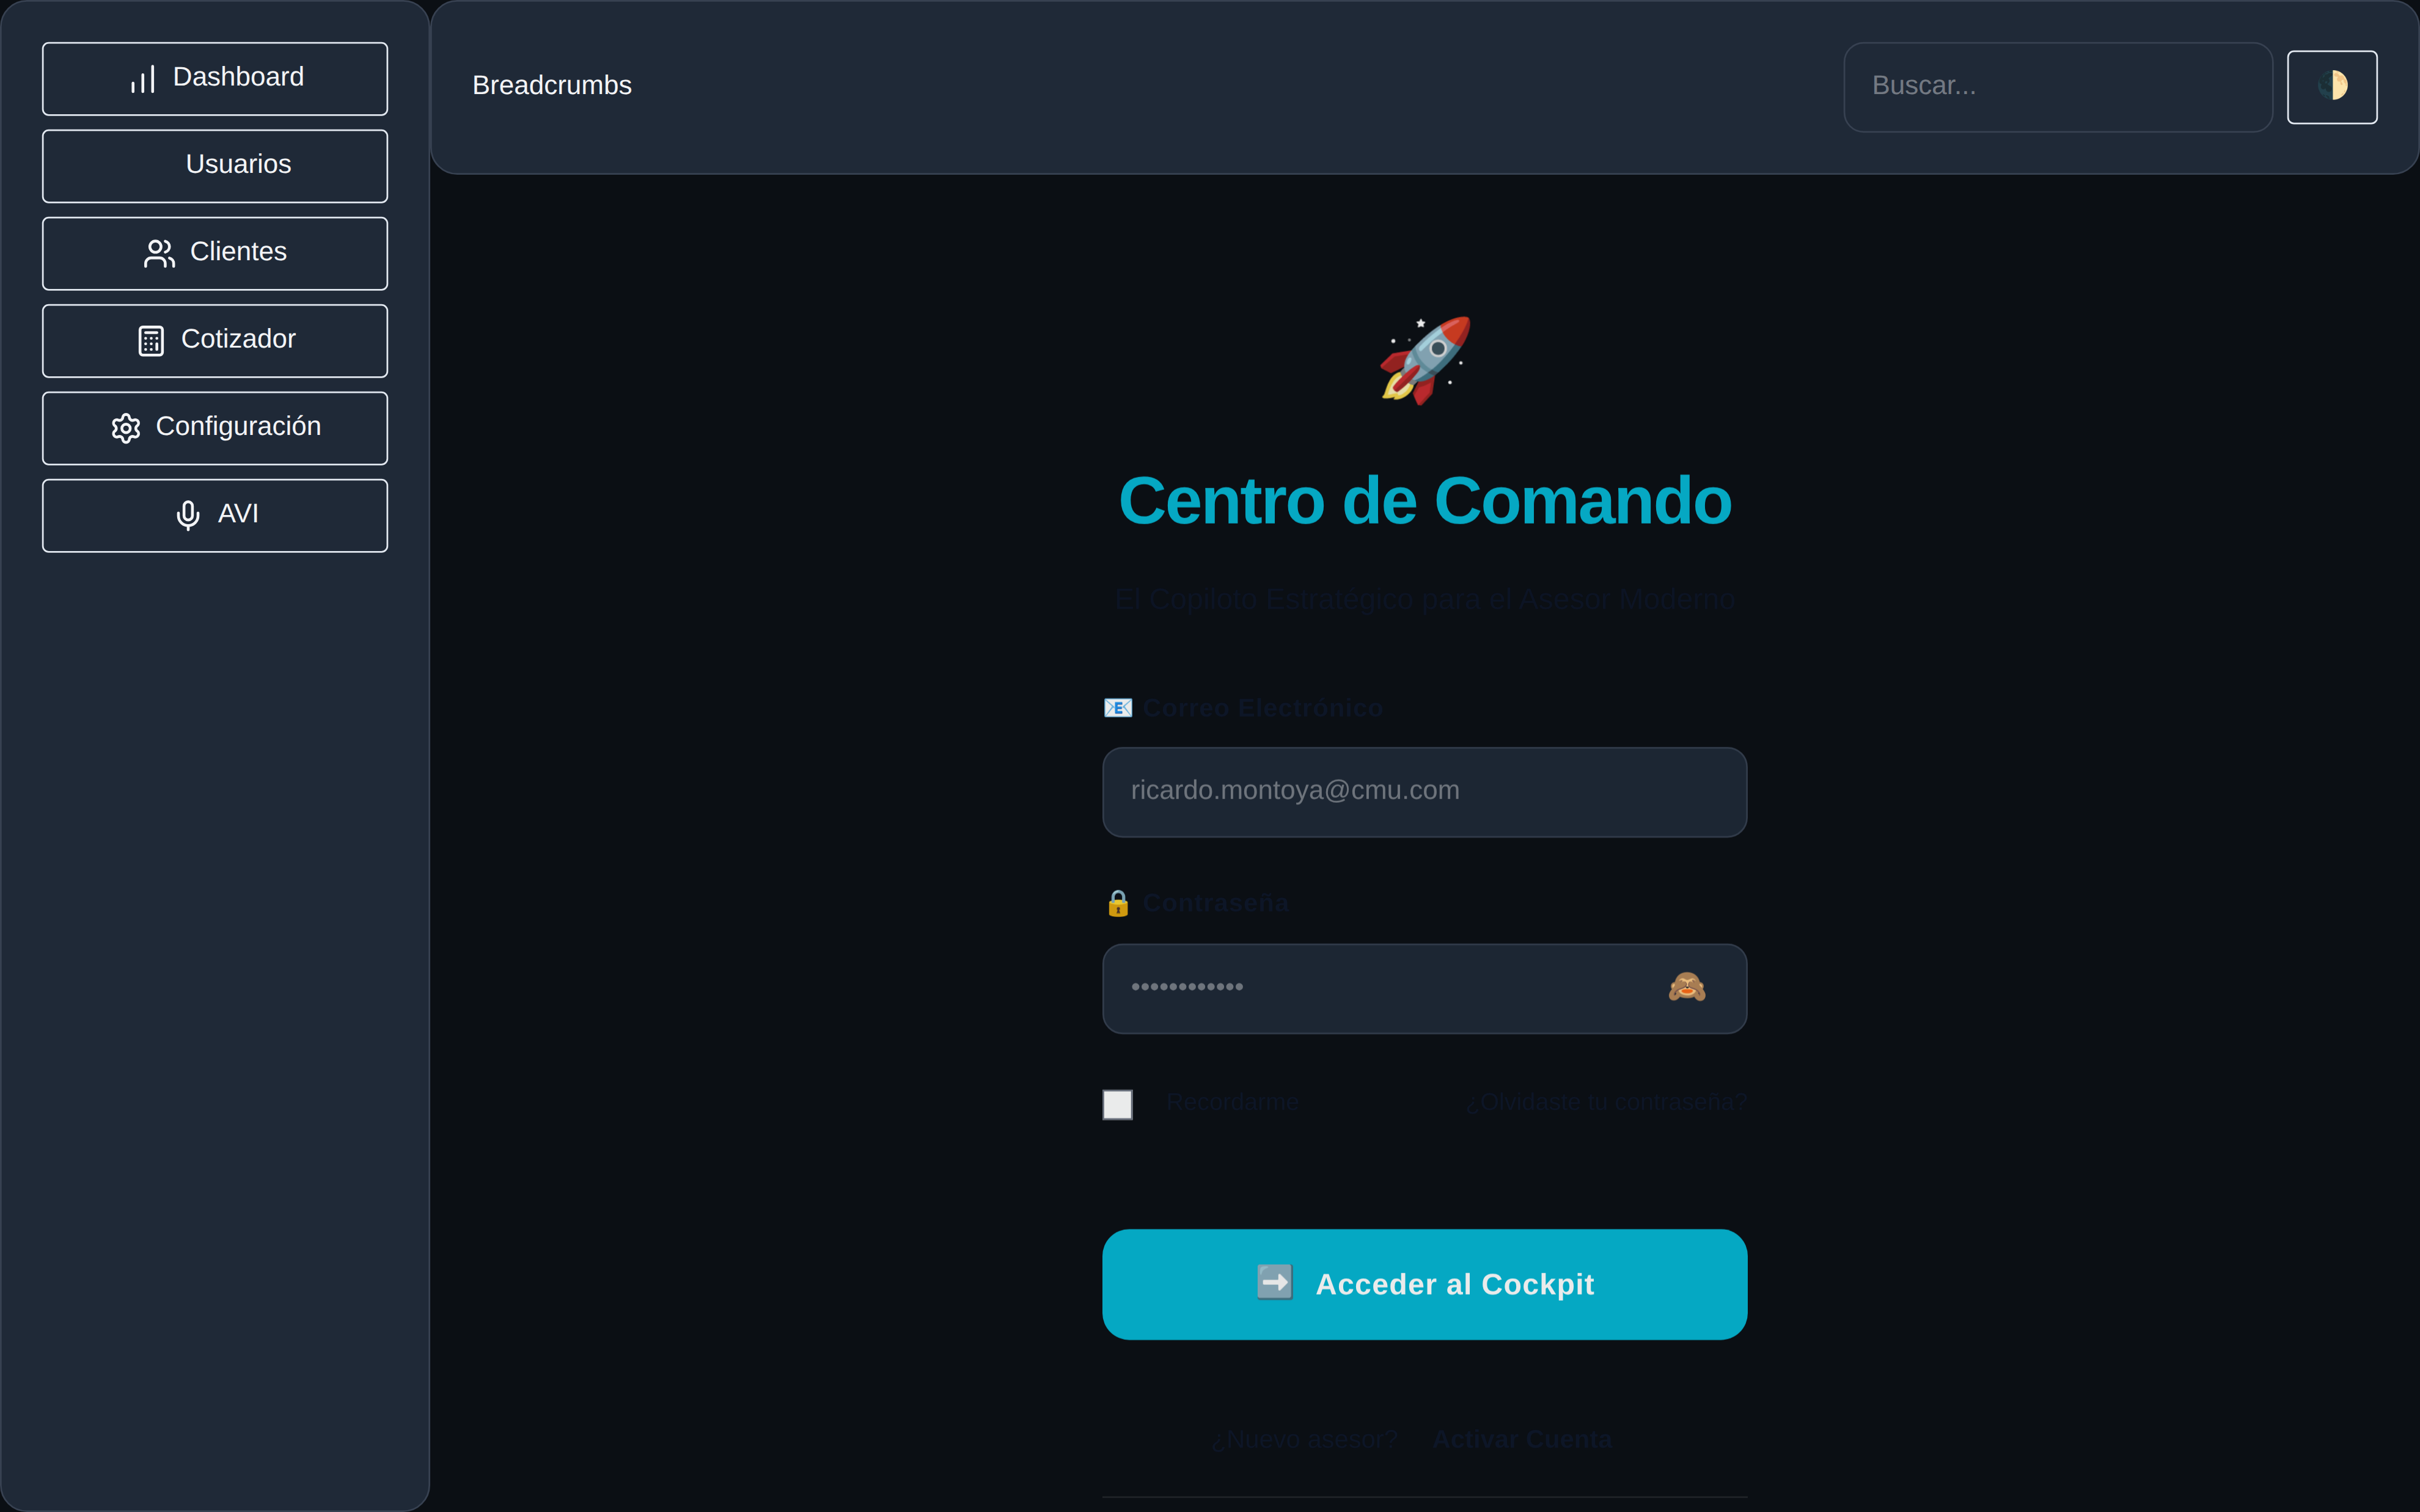 Dashboard
Usuarios
Clientes
Cotizador
Configuración
AVI
Breadcrumbs
Buscar...
Centro de Comando
El Copiloto Estratégico para el Asesor Moderno
📧 Correo Electrónico
ricardo.montoya@cmu.com
🔒 Contraseña
••••••••••••
Recordarme
¿Olvidaste tu contraseña?
➡️ Acceder al Cockpit
¿Nuevo asesor? Activar Cuenta